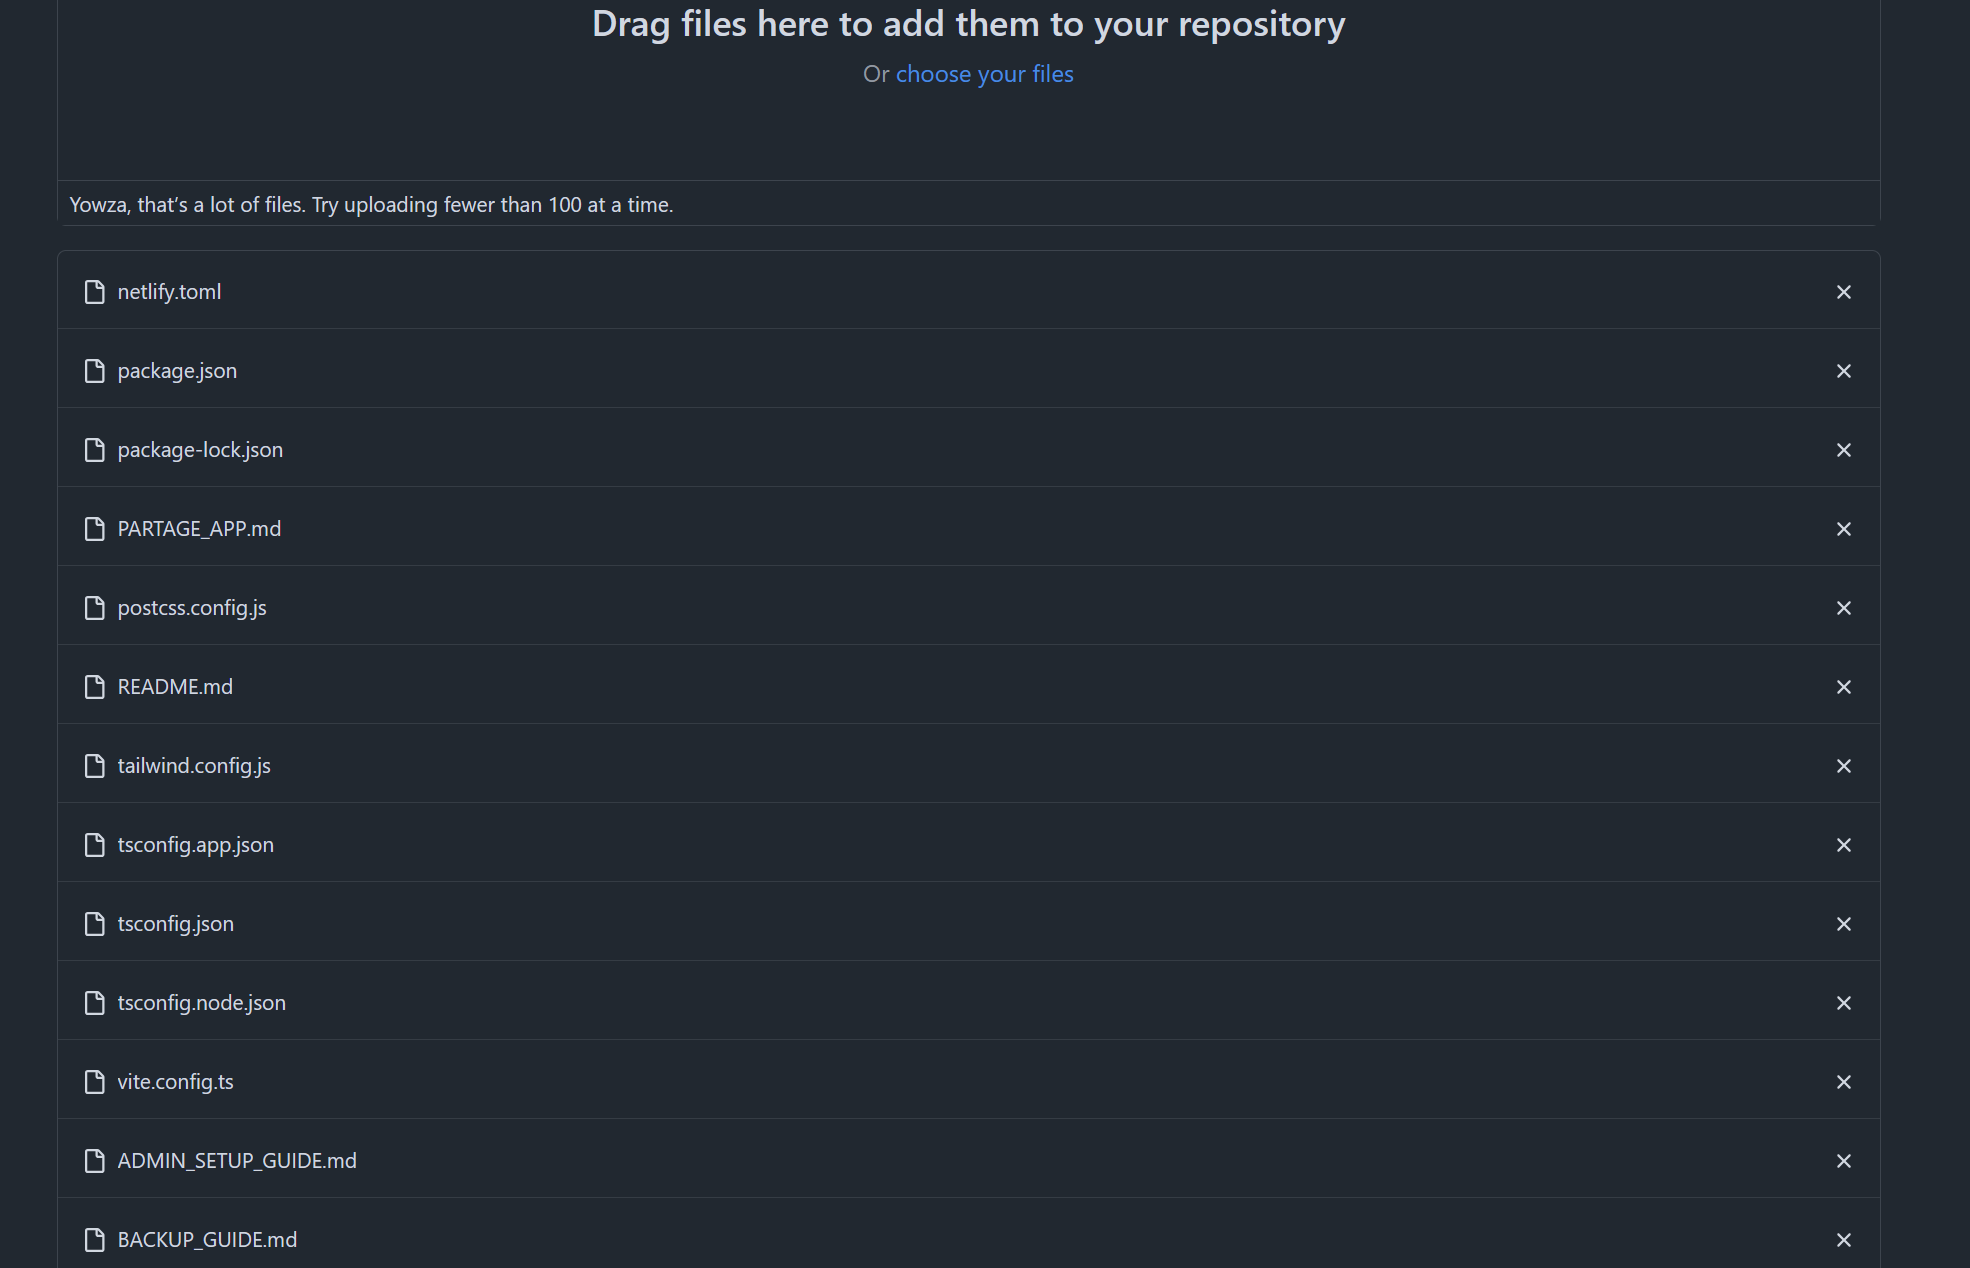 Drag files here to add them to your repository
Or choose your files
Yowza, that’s a lot of files. Try uploading fewer than 100 at a time.
netlify.toml
package.json
package-lock.json
PARTAGE_APP.md
postcss.config.js
README.md
tailwind.config.js
tsconfig.app.json
tsconfig.json
tsconfig.node.json
vite.config.ts
ADMIN_SETUP_GUIDE.md
BACKUP_GUIDE.md